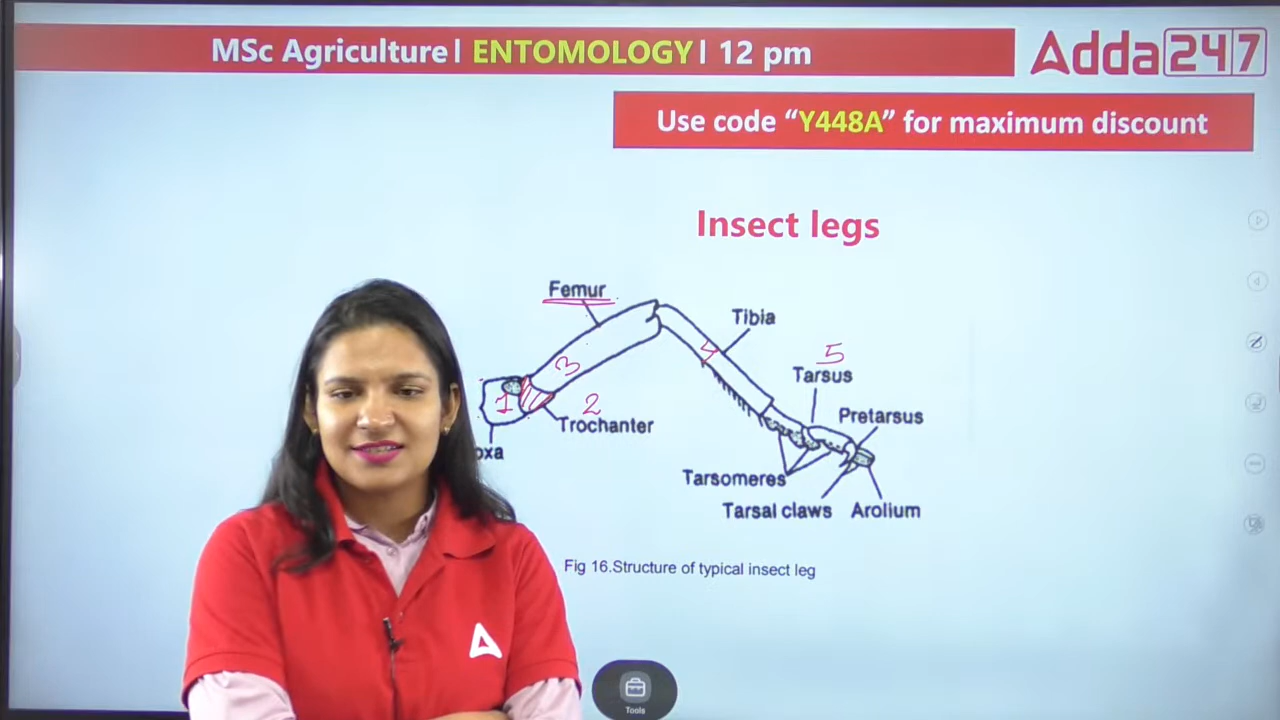 MSc Agriculture| ENTOMOLOGY| 12 pm
Adda247
Use code “Y448A” for maximum discount
Insect legs
Femur
Tibia
3
4
5
Tarsus
1
2
Pretarsus
Trochanter
oxa
Tarsomeres
Tarsal claws
Arolium
Fig 16.Structure of typical insect leg
Tools